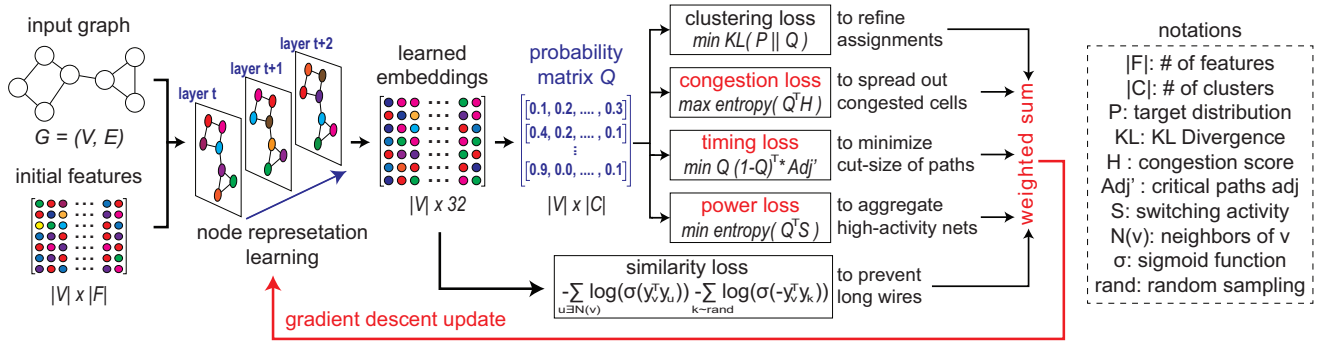 input graph
G = (V, E)
initial features
|V| x |F|
layer t
layer t+1
layer t+2
node represetation
learning
learned
embeddings
|V| x 32
probability
matrix Q
[0.1, 0.2, .... , 0.3]
[0.4, 0.2, .... , 0.1]
⋮
[0.9, 0.0, .... , 0.1]
|V| x |C|
clustering loss
min KL( P || Q )
to refine
assignments
congestion loss
max entropy( QᵀH )
to spread out
congested cells
timing loss
min Q (1-Q)ᵀ* Adj'
to minimize
cut-size of paths
power loss
min entropy( QᵀS )
to aggregate
high-activity nets
similarity loss
-∑ log(σ(yᵥᵀyᵤ)) -∑ log(σ(-yᵥᵀyₖ))
u∃N(v) k~rand
to prevent
long wires
weighted sum
gradient descent update
notations
|F|: # of features
|C|: # of clusters
P: target distribution
KL: KL Divergence
H : congestion score
Adj' : critical paths adj
S: switching activity
N(v): neighbors of v
σ: sigmoid function
rand: random sampling